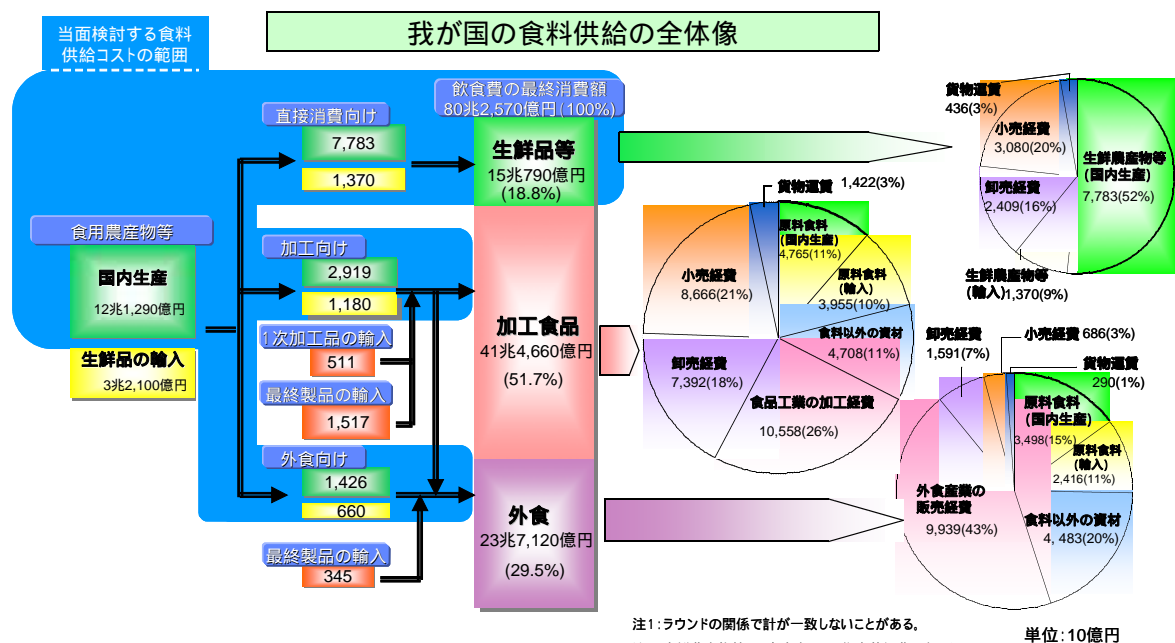 我が国の食料供給の全体像
当面検討する食料
供給コストの範囲
食用農産物等
国内生産
12兆1,290億円
生鮮品の輸入
3兆2,100億円
直接消費向け
7,783
1,370
加工向け
2,919
1,180
1次加工品の輸入
511
最終製品の輸入
1,517
外食向け
1,426
660
最終製品の輸入
345
飲食費の最終消費額
80兆2,570億円(100%)
生鮮品等
15兆790億円
(18.8%)
加工食品
41兆4,660億円
(51.7%)
外食
23兆7,120億円
(29.5%)
貨物運賃
436(3%)
小売経費
3,080(20%)
卸売経費
2,409(16%)
生鮮農産物等
(国内生産)
7,783(52%)
生鮮農産物等
(輸入)1,370(9%)
貨物運賃 1,422(3%)
原料食料
(国内生産)
4,765(11%)
原料食料
(輸入)
3,955(10%)
食料以外の資材
4,708(11%)
食品工業の加工経費
10,558(26%)
卸売経費
7,392(18%)
小売経費
8,666(21%)
卸売経費
1,591(7%)
小売経費 686(3%)
貨物運賃
290(1%)
原料食料
(国内生産)
3,498(15%)
原料食料
(輸入)
2,416(11%)
食料以外の資材
4, 483(20%)
外食産業の
販売経費
9,939(43%)
注1:ラウンドの関係で計が一致しないことがある。
単位:10億円